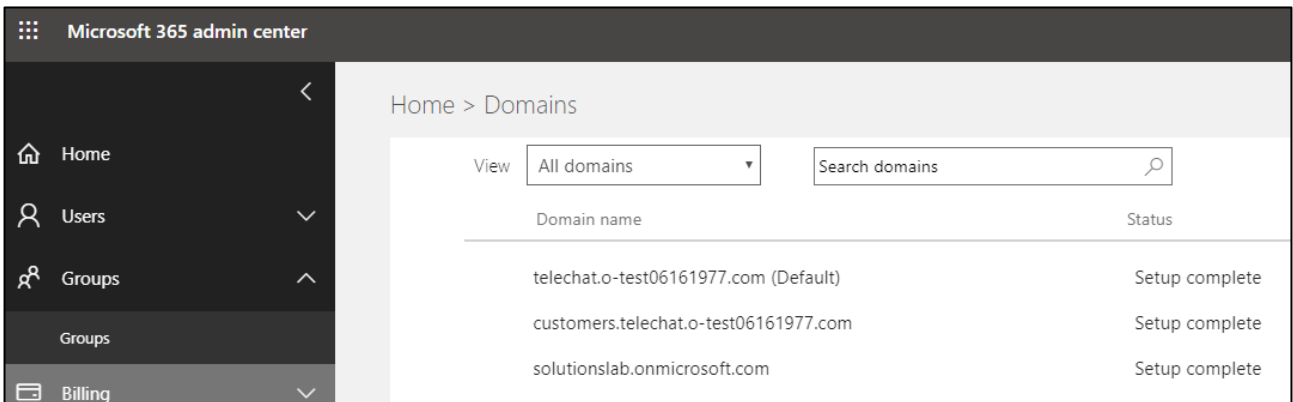 Microsoft 365 admin center
Home > Domains
Home
Users
Groups
Groups
Billing
View All domains Search domains
Domain name Status
telechat.o-test06161977.com (Default) Setup complete
customers.telechat.o-test06161977.com Setup complete
solutionslab.onmicrosoft.com Setup complete